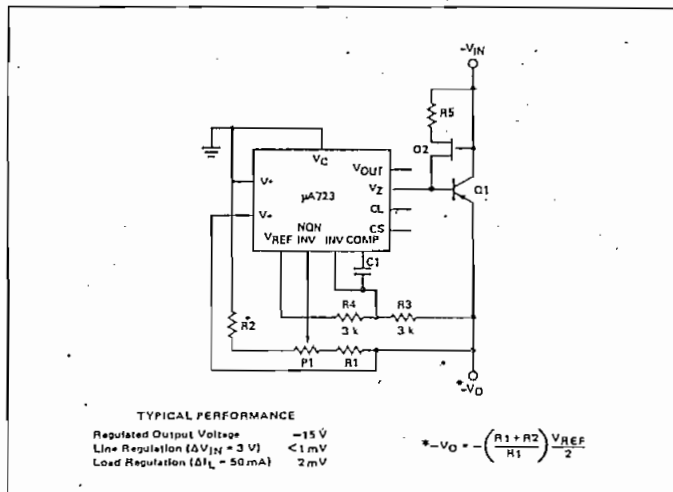 -VIN
R5
Q2
VC
VOUT
V+
VZ
Q1
µA723
V+
CL
NON
CS
VREF INV INV COMP
C1
R4
R3
*R2
3 k
3 k
P1
R1
*-VO
TYPICAL PERFORMANCE
Regulated Output Voltage -15 V
Line Regulation (ΔVIN = 3 V) <1 mV
Load Regulation (ΔIL = 50 mA) 2 mV
*-VO = -((R1 + R2)/R1) VREF/2